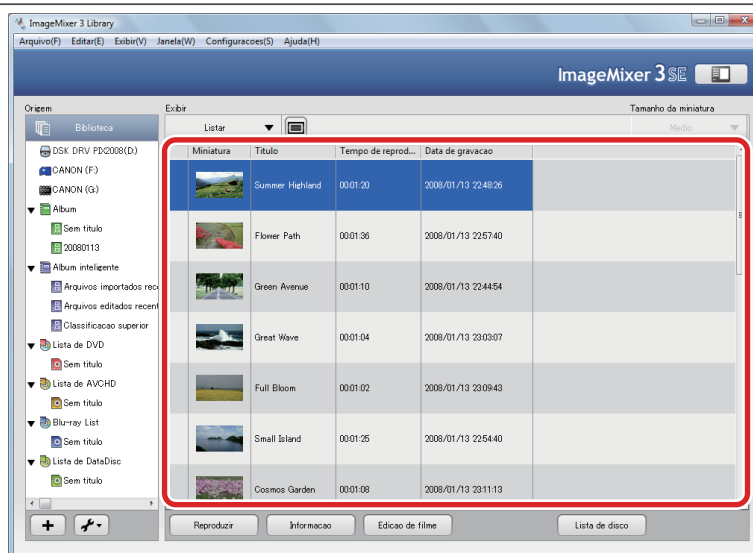 ImageMixer 3 Library
Arquivo(F) Editar(E) Exibir(V) Janela(W) Configuracoes(S) Ajuda(H)
ImageMixer 3 SE
Origem Exibir Tamanho da miniatura
Biblioteca Listar Medio
DSK DRV PD2008(D:) Miniatura Titulo Tempo de reprod... Data de gravacao
CANON (F:)
CANON (G:)
Summer Highland 00:01:20 2008/01/13 22:48:26
Album
Sem titulo
Flower Path 00:01:36 2008/01/13 22:57:40
20080113
Album inteligente
Arquivos importados rece
Green Avenue 00:01:10 2008/01/13 22:44:54
Arquivos editados recent
Classificacao superior
Great Wave 00:01:04 2008/01/13 23:03:07
Lista de DVD
Sem titulo
Lista de AVCHD
Full Bloom 00:01:02 2008/01/13 23:09:43
Sem titulo
Blu-ray List
Sem titulo
Small Island 00:01:25 2008/01/13 22:54:40
Lista de DataDisc
Sem titulo
Cosmos Garden 00:01:08 2008/01/13 23:11:13
Reproduzir Informacao Edicao de filme Lista de disco